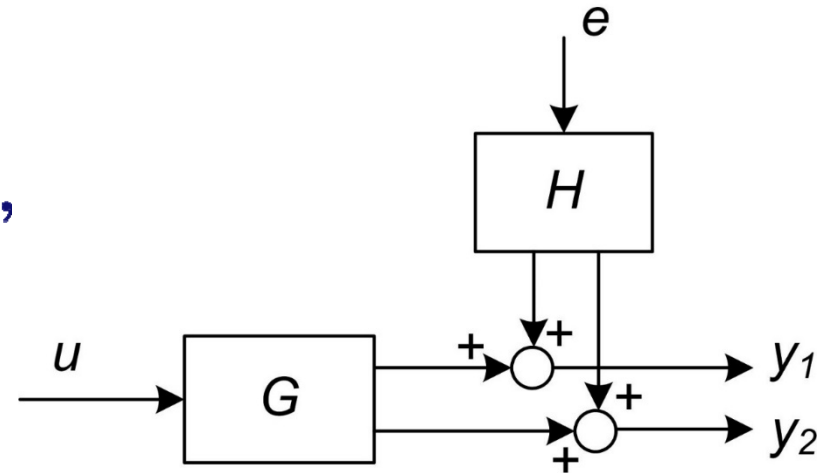 e
H
,
+
+
y₁
u
G
+
y₂
+